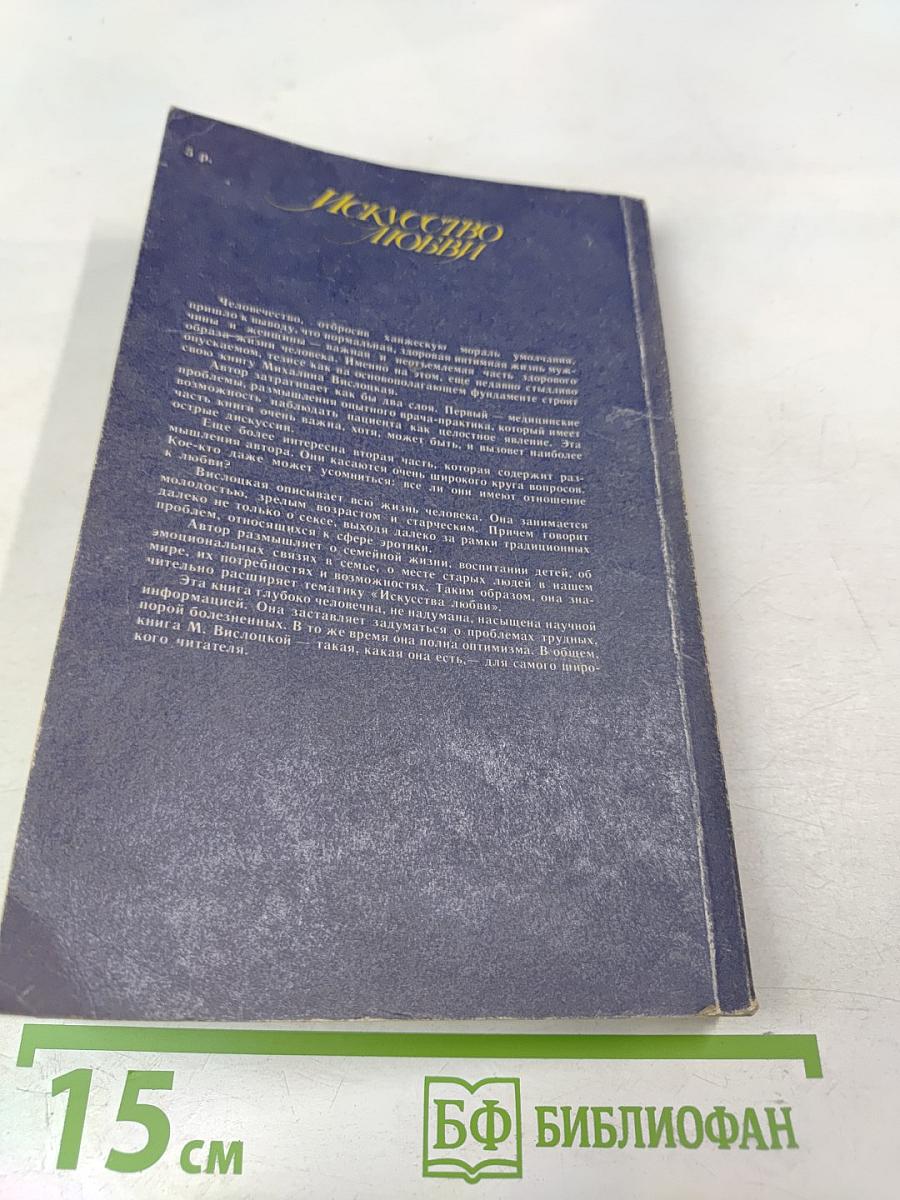 5 р.
Искусство
любви
Человечество, отбросив ханжескую мораль умолчания,
пришло к выводу, что нормальная, здоровая интимная жизнь муж-
чины и женщины — важная и неотъемлемая часть здорового
образа жизни человека. Именно на этом, еще недавно стыдливо
опускаемом, тезисе как на основополагающем фундаменте строит
свою книгу Михалина Вислоцкая.
Автор затрагивает как бы два слоя. Первый — медицинские
проблемы, размышления опытного врача-практика, который имеет
возможность наблюдать пациента как целостное явление. Эта
часть книги очень важна, хотя, может быть, и вызовет наиболее
острые дискуссии.
Еще более интересна вторая часть, которая содержит раз-
мышления автора. Они касаются очень широкого круга вопросов.
Кое-кто даже может усомниться: все ли они имеют отношение
к любви?
Вислоцкая описывает всю жизнь человека. Она занимается
молодостью, зрелым возрастом и старческим. Причем говорит
далеко не только о сексе, выходя далеко за рамки традиционных
проблем, относящихся к сфере эротики.
Автор размышляет о семейной жизни, воспитании детей, об
эмоциональных связях в семье, о месте старых людей в нашем
мире, их потребностях и возможностях. Таким образом, она зна-
чительно расширяет тематику «Искусства любви».
Эта книга глубоко человечна, не надумана, насыщена научной
информацией. Она заставляет задуматься о проблемах трудных,
порой болезненных. В то же время она полна оптимизма. В общем,
книга М. Вислоцкой — такая, какая она есть,— для самого широ-
кого читателя.
15 см
БФ БИБЛИОФАН